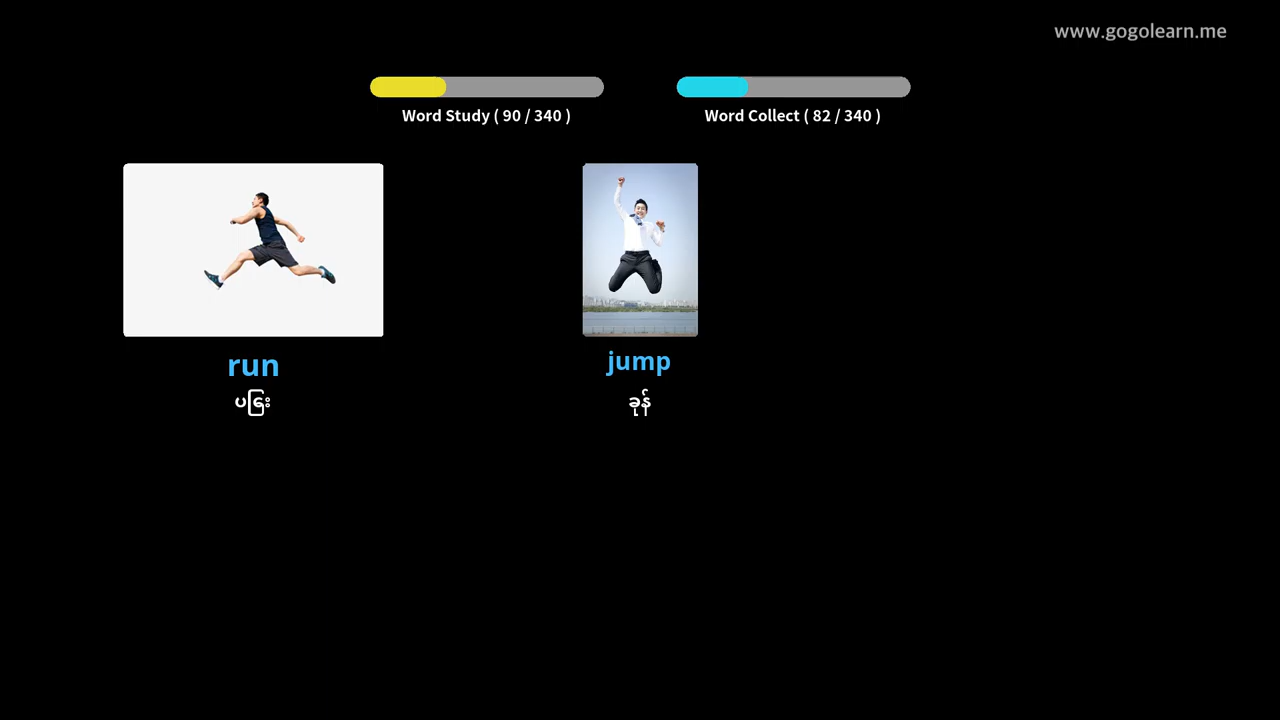 www.gogolearn.me
Word Study ( 90 / 340 )
Word Collect ( 82 / 340 )
run
ပြေး
jump
ခုန်